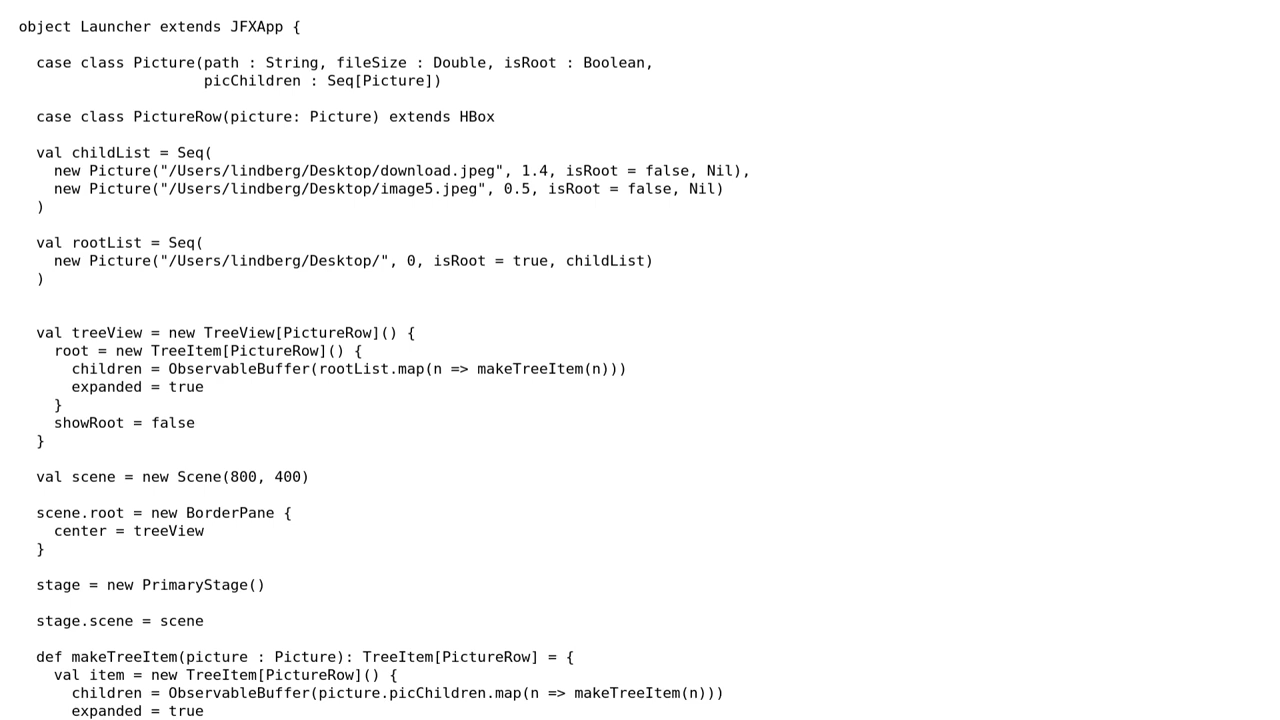 object Launcher extends JFXApp {
case class Picture(path : String, fileSize : Double, isRoot : Boolean,
picChildren : Seq[Picture])
case class PictureRow(picture: Picture) extends HBox
val childList = Seq(
new Picture("/Users/lindberg/Desktop/download.jpeg", 1.4, isRoot = false, Nil),
new Picture("/Users/lindberg/Desktop/image5.jpeg", 0.5, isRoot = false, Nil)
)
val rootList = Seq(
new Picture("/Users/lindberg/Desktop/", 0, isRoot = true, childList)
)
val treeView = new TreeView[PictureRow]() {
root = new TreeItem[PictureRow]() {
children = ObservableBuffer(rootList.map(n => makeTreeItem(n)))
expanded = true
}
showRoot = false
}
val scene = new Scene(800, 400)
scene.root = new BorderPane {
center = treeView
}
stage = new PrimaryStage()
stage.scene = scene
def makeTreeItem(picture : Picture): TreeItem[PictureRow] = {
val item = new TreeItem[PictureRow]() {
children = ObservableBuffer(picture.picChildren.map(n => makeTreeItem(n)))
expanded = true